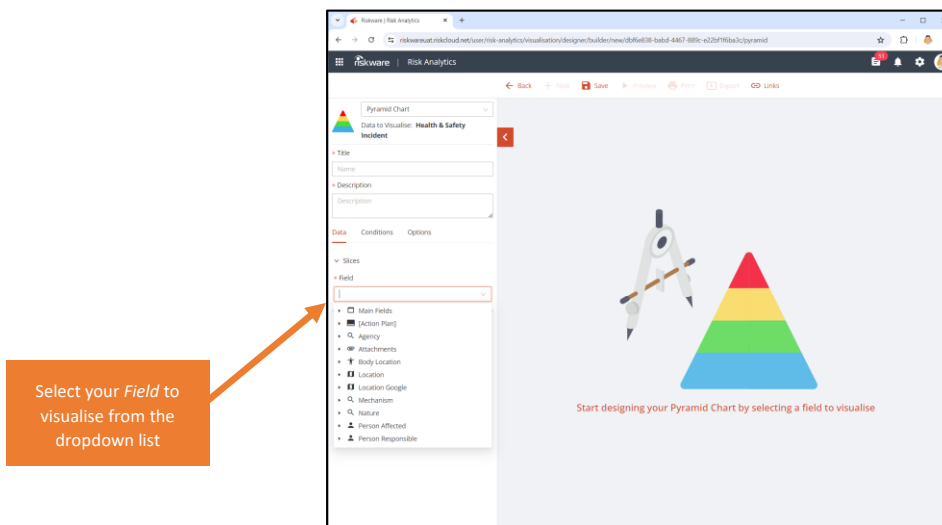 Riskware | Risk Analytics
riskwareuat.riskcloud.net/user/risk-analytics/visualisation/designer/builder/new/dbf6e838-babd-4467-889c-e22bf1f6ba3c/pyramid
riskware | Risk Analytics
51
Back New Save Preview Print Export Links
Pyramid Chart
Data to Visualise: Health & Safety
Incident
* Title
Name
* Description
Description
Data Conditions Options
Slices
* Field
Main Fields
[Action Plan]
Agency
Attachments
Body Location
Location
Location Google
Mechanism
Nature
Person Affected
Person Responsible
Start designing your Pyramid Chart by selecting a field to visualise
Select your Field to
visualise from the
dropdown list